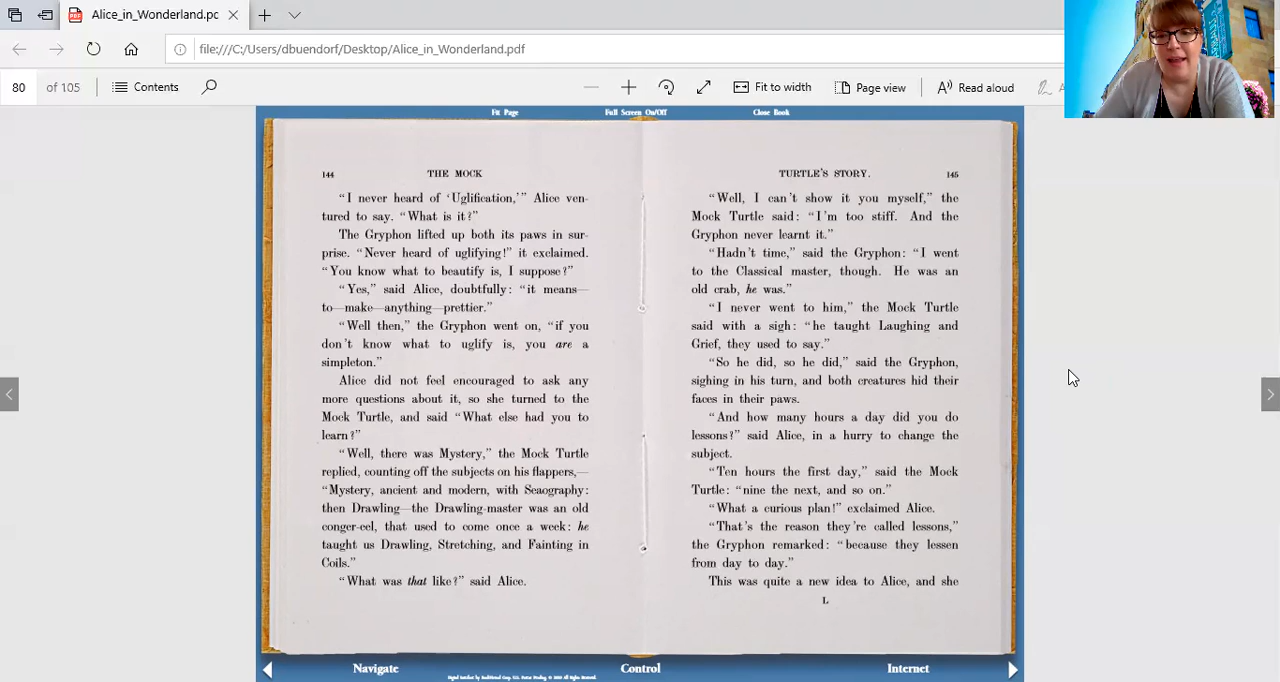 Alice_in_Wonderland.pdf
file:///C:/Users/dbuendorf/Desktop/Alice_in_Wonderland.pdf
80 of 105 Contents Fit to width Page view Read aloud
Fit Page Full Screen On/Off Close Book
144 THE MOCK
“I never heard of ‘Uglification,’” Alice ven-
tured to say. “What is it?”
The Gryphon lifted up both its paws in sur-
prise. “Never heard of uglifying!” it exclaimed.
“You know what to beautify is, I suppose?”
“Yes,” said Alice, doubtfully: “it means—
to—make—anything—prettier.”
“Well then,” the Gryphon went on, “if you
don’t know what to uglify is, you are a
simpleton.”
Alice did not feel encouraged to ask any
more questions about it, so she turned to the
Mock Turtle, and said “What else had you to
learn?”
“Well, there was Mystery,” the Mock Turtle
replied, counting off the subjects on his flappers,—
“Mystery, ancient and modern, with Seaography:
then Drawling—the Drawling-master was an old
conger-eel, that used to come once a week: he
taught us Drawling, Stretching, and Fainting in
Coils.”
“What was that like?” said Alice.
TURTLE’S STORY. 145
“Well, I can’t show it you myself,” the
Mock Turtle said: “I’m too stiff. And the
Gryphon never learnt it.”
“Hadn’t time,” said the Gryphon: “I went
to the Classical master, though. He was an
old crab, he was.”
“I never went to him,” the Mock Turtle
said with a sigh: “he taught Laughing and
Grief, they used to say.”
“So he did, so he did,” said the Gryphon,
sighing in his turn, and both creatures hid their
faces in their paws.
“And how many hours a day did you do
lessons?” said Alice, in a hurry to change the
subject.
“Ten hours the first day,” said the Mock
Turtle: “nine the next, and so on.”
“What a curious plan!” exclaimed Alice.
“That’s the reason they’re called lessons,”
the Gryphon remarked: “because they lessen
from day to day.”
This was quite a new idea to Alice, and she
L
Navigate Control Internet